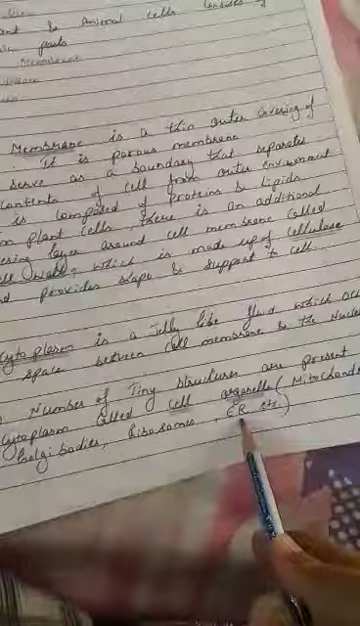 Animal cells
parts
Membrane
Membrane is a thin outer covering of
It is porous membrane
serve as a boundary that separates
contents of cell from outer environment
is composed of Proteins & Lipids.
plant cells, there is an additional
layer around cell membrane called
wall, which is made up of cellulose
provides shape & support to cell.
Cytoplasm is a Jelly like fluid which occ
space between cell membrane & the nucle
Number of Tiny structures are present
cytoplasm called cell organelle (Mitochond
Golgi bodies, Ribosomes, ER etc.)